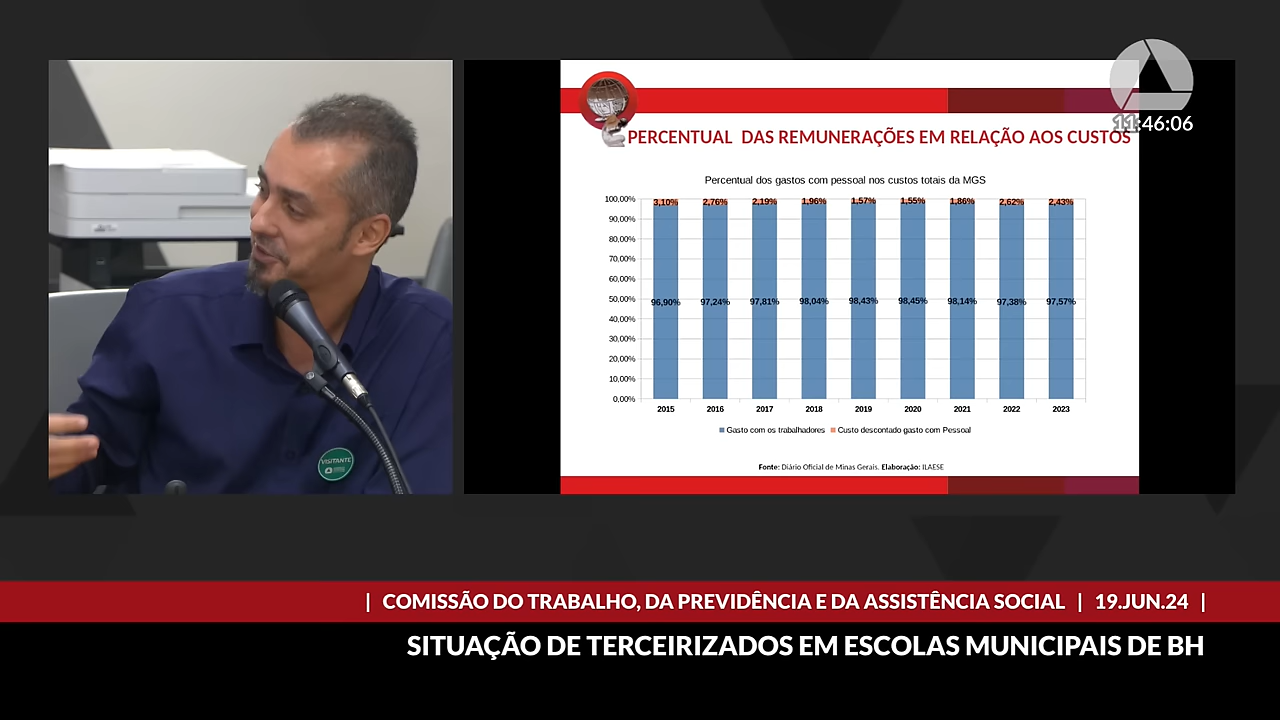 11:46:06
PERCENTUAL DAS REMUNERAÇÕES EM RELAÇÃO AOS CUSTOS
Percentual dos gastos com pessoal nos custos totais da MGS
100,00%
90,00%
80,00%
70,00%
60,00%
50,00%
40,00%
30,00%
20,00%
10,00%
0,00%
3,10% 2,76% 2,19% 1,96% 1,57% 1,55% 1,86% 2,62% 2,43%
96,90% 97,24% 97,81% 98,04% 98,43% 98,45% 98,14% 97,38% 97,57%
2015 2016 2017 2018 2019 2020 2021 2022 2023
Gasto com os trabalhadores Custo descontado gasto com Pessoal
Fonte: Diário Oficial de Minas Gerais. Elaboração: ILAESE
VISITANTE
| COMISSÃO DO TRABALHO, DA PREVIDÊNCIA E DA ASSISTÊNCIA SOCIAL | 19.JUN.24 |
SITUAÇÃO DE TERCEIRIZADOS EM ESCOLAS MUNICIPAIS DE BH